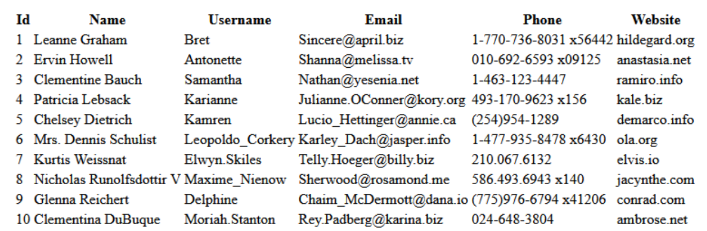 Id Name Username Email Phone Website
1 Leanne Graham Bret Sincere@april.biz 1-770-736-8031 x56442 hildegard.org
2 Ervin Howell Antonette Shanna@melissa.tv 010-692-6593 x09125 anastasia.net
3 Clementine Bauch Samantha Nathan@yesenia.net 1-463-123-4447 ramiro.info
4 Patricia Lebsack Karianne Julianne.OConner@kory.org 493-170-9623 x156 kale.biz
5 Chelsey Dietrich Kamren Lucio_Hettinger@annie.ca (254)954-1289 demarco.info
6 Mrs. Dennis Schulist Leopoldo_Corkery Karley_Dach@jasper.info 1-477-935-8478 x6430 ola.org
7 Kurtis Weissnat Elwyn.Skiles Telly.Hoeger@billy.biz 210.067.6132 elvis.io
8 Nicholas Runolfsdottir V Maxime_Nienow Sherwood@rosamond.me 586.493.6943 x140 jacynthe.com
9 Glenna Reichert Delphine Chaim_McDermott@dana.io (775)976-6794 x41206 conrad.com
10 Clementina DuBuque Moriah.Stanton Rey.Padberg@karina.biz 024-648-3804 ambrose.net